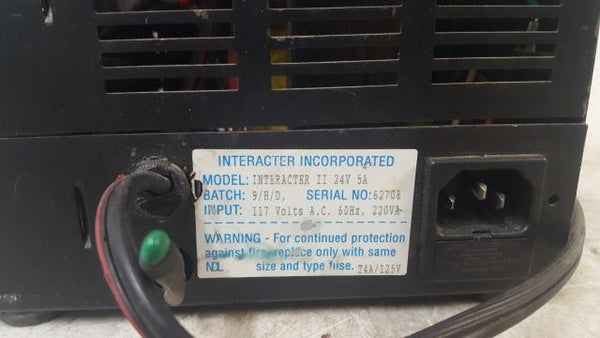 INTERACTER INCORPORATED
MODEL: INTERACTER II 24V 5A
BATCH: 9/H/D, SERIAL NO: 62708
INPUT: 117 Volts A.C. 60Hz, 220VA
WARNING - For continued protection
against fire, replace only with same
size and type fuse. T4A/125V